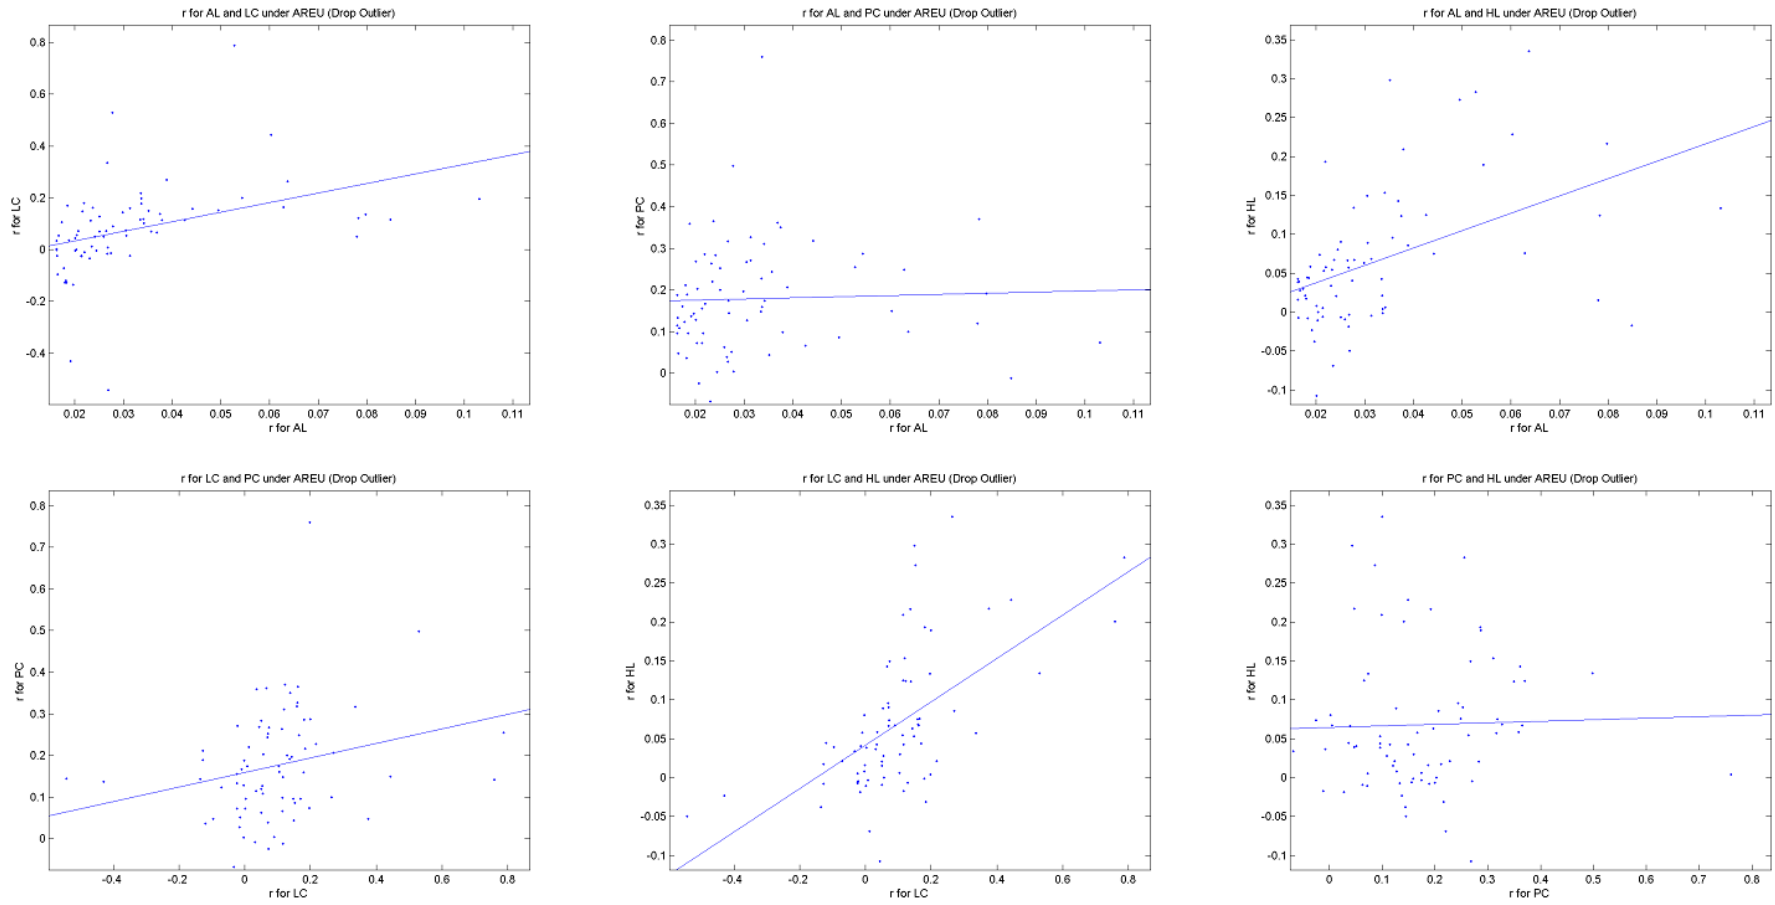 r for AL and LC under AREU (Drop Outlier)
0.8
0.6
0.4
0.2
0
-0.2
-0.4
r for LC
0.02 0.03 0.04 0.05 0.06 0.07 0.08 0.09 0.1 0.11
r for AL
r for AL and PC under AREU (Drop Outlier)
0.8
0.7
0.6
0.5
0.4
0.3
0.2
0.1
0
r for PC
0.02 0.03 0.04 0.05 0.06 0.07 0.08 0.09 0.1 0.11
r for AL
r for AL and HL under AREU (Drop Outlier)
0.35
0.3
0.25
0.2
0.15
0.1
0.05
0
-0.05
-0.1
r for HL
0.02 0.03 0.04 0.05 0.06 0.07 0.08 0.09 0.1 0.11
r for AL
r for LC and PC under AREU (Drop Outlier)
0.8
0.7
0.6
0.5
0.4
0.3
0.2
0.1
0
r for PC
-0.4 -0.2 0 0.2 0.4 0.6 0.8
r for LC
r for LC and HL under AREU (Drop Outlier)
0.35
0.3
0.25
0.2
0.15
0.1
0.05
0
-0.05
-0.1
r for HL
-0.4 -0.2 0 0.2 0.4 0.6 0.8
r for LC
r for PC and HL under AREU (Drop Outlier)
0.35
0.3
0.25
0.2
0.15
0.1
0.05
0
-0.05
-0.1
r for HL
0 0.1 0.2 0.3 0.4 0.5 0.6 0.7 0.8
r for PC